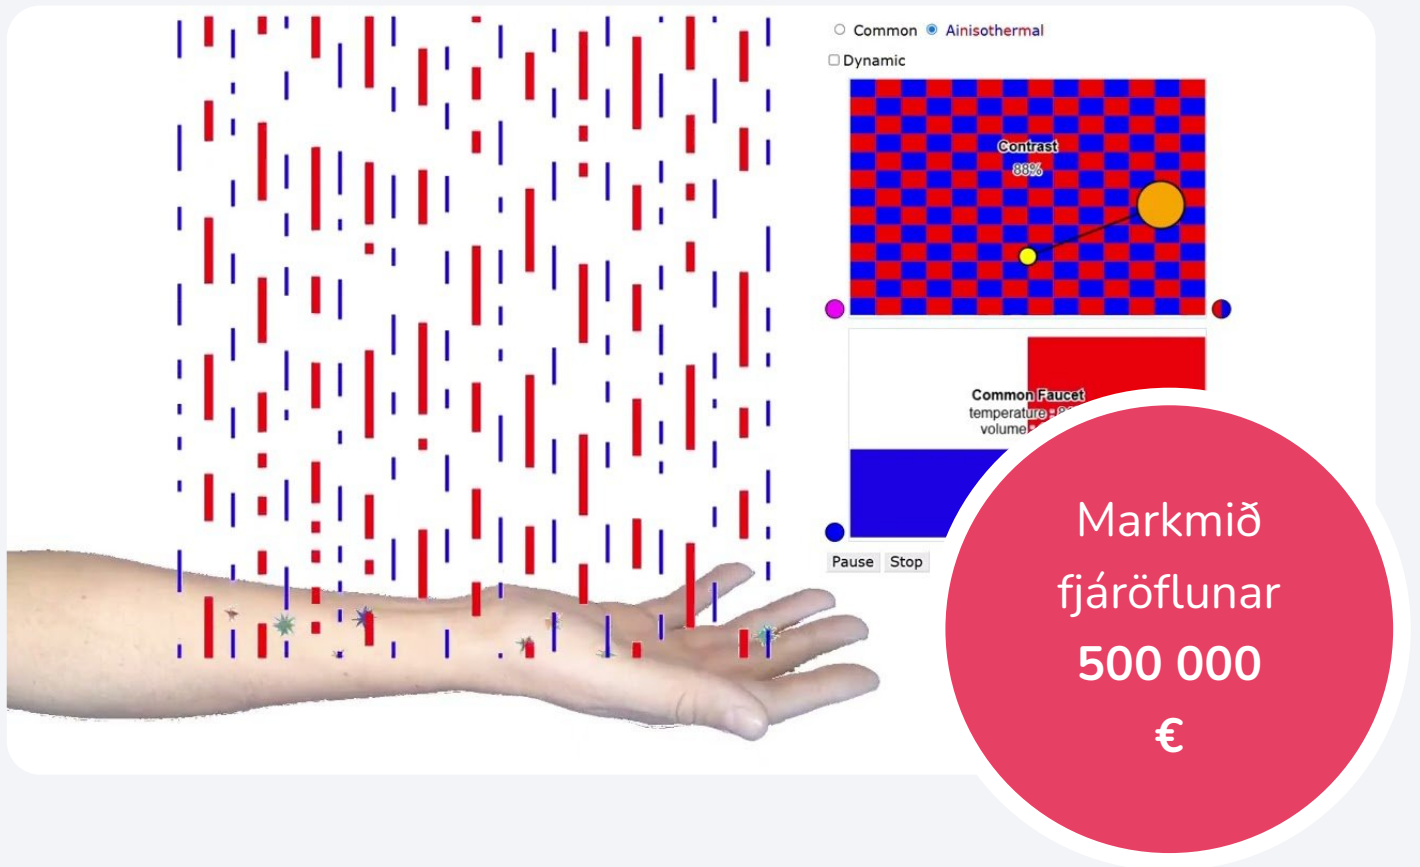 Common Ainisothermal
Dynamic
Contrast
88%
Common Faucet
temperature
volume
Pause Stop
Markmið
fjáröflunar
500 000
€